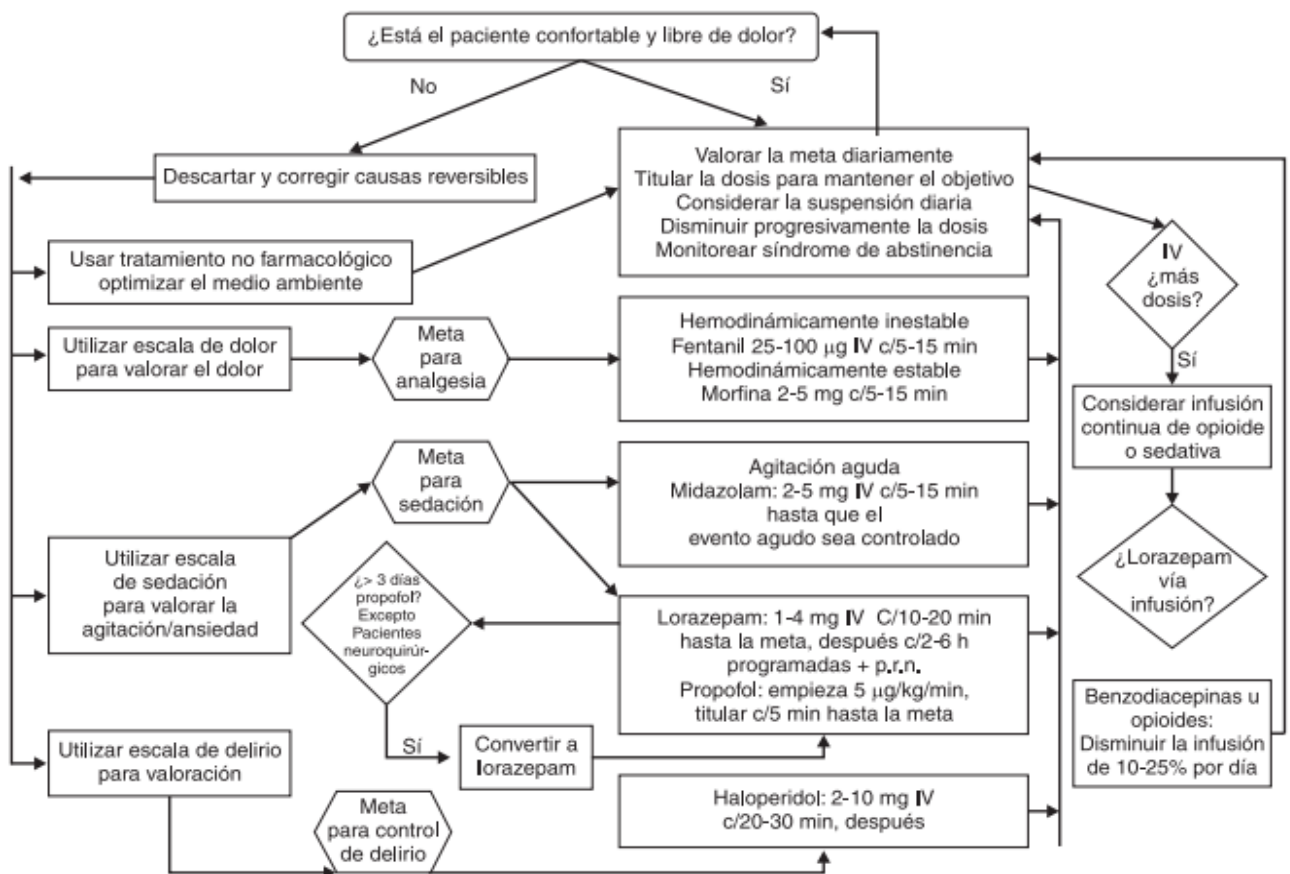 ¿Está el paciente confortable y libre de dolor?
No
Sí
Descartar y corregir causas reversibles
Valorar la meta diariamente
Titular la dosis para mantener el objetivo
Considerar la suspensión diaria
Disminuir progresivamente la dosis
Monitorear síndrome de abstinencia
Usar tratamiento no farmacológico
optimizar el medio ambiente
IV
¿más
dosis?
Utilizar escala de dolor
para valorar el dolor
Meta
para
analgesia
Hemodinámicamente inestable
Fentanil 25-100 µg IV c/5-15 min
Hemodinámicamente estable
Morfina 2-5 mg c/5-15 min
Sí
Considerar infusión
continua de opioide
o sedativa
Meta
para
sedación
Agitación aguda
Midazolam: 2-5 mg IV c/5-15 min
hasta que el
evento agudo sea controlado
Utilizar escala
de sedación
para valorar la
agitación/ansiedad
¿> 3 días
propofol?
Excepto
Pacientes
neuroquirúr-
gicos
Lorazepam: 1-4 mg IV C/10-20 min
hasta la meta, después c/2-6 h
programadas + p.r.n.
Propofol: empieza 5 µg/kg/min,
titular c/5 min hasta la meta
¿Lorazepam
vía
infusión?
Sí
Convertir a
lorazepam
Benzodiacepinas u
opioides:
Disminuir la infusión
de 10-25% por día
Utilizar escala de delirio
para valoración
Meta
para control
de delirio
Haloperidol: 2-10 mg IV
c/20-30 min, después